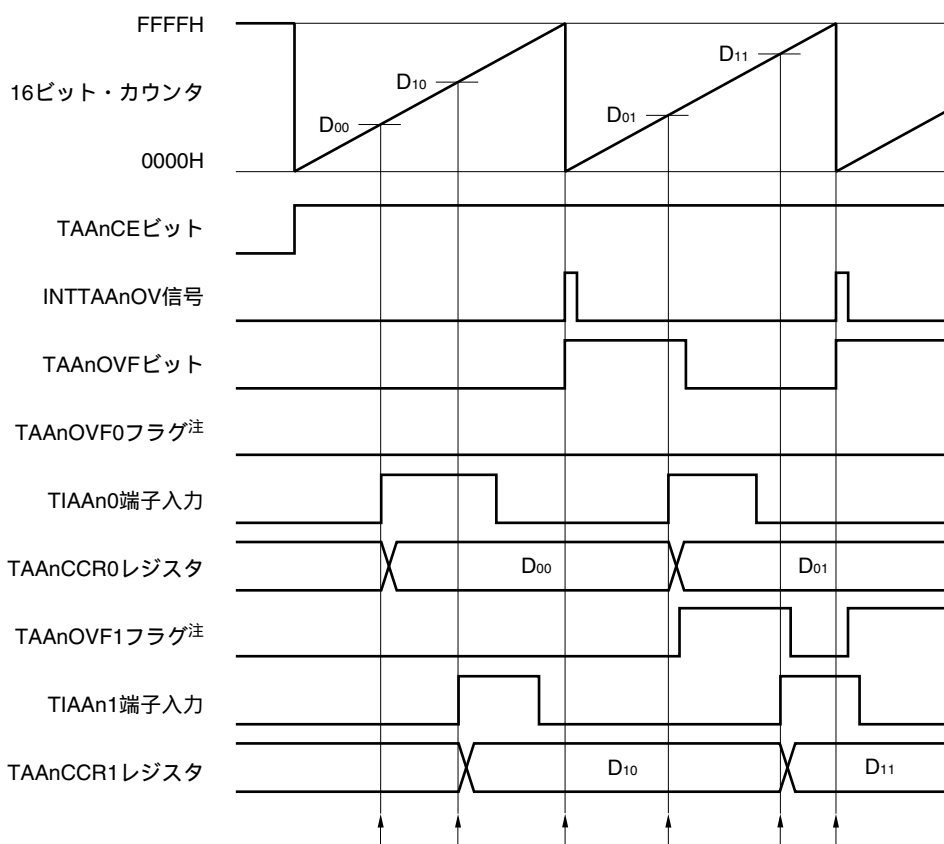 FFFFH
D11
16ビット・カウンタ
D10
D00
D01
0000H
TAAnCEビット
INTTAAnOV信号
TAAnOVFビット
TAAnOVF0フラグ注
TIAAn0端子入力
TAAnCCR0レジスタ
D00
D01
TAAnOVF1フラグ注
TIAAn1端子入力
TAAnCCR1レジスタ
D10
D11